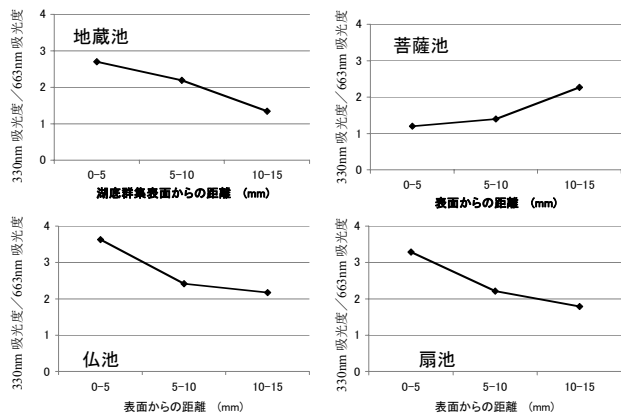 330nm 吸光度／663nm 吸光度
4
3
2
1
0
地蔵池
0-5
5-10
10-15
湖底群集表面からの距離 (mm)
330nm 吸光度／663nm 吸光度
4
3
2
1
0
菩薩池
0-5
5-10
10-15
表面からの距離 (mm)
330nm 吸光度／663nm 吸光度
4
3
2
1
0
仏池
0-5
5-10
10-15
表面からの距離 (mm)
330nm 吸光度／663nm 吸光度
4
3
2
1
0
扇池
0-5
5-10
10-15
表面からの距離 (mm)